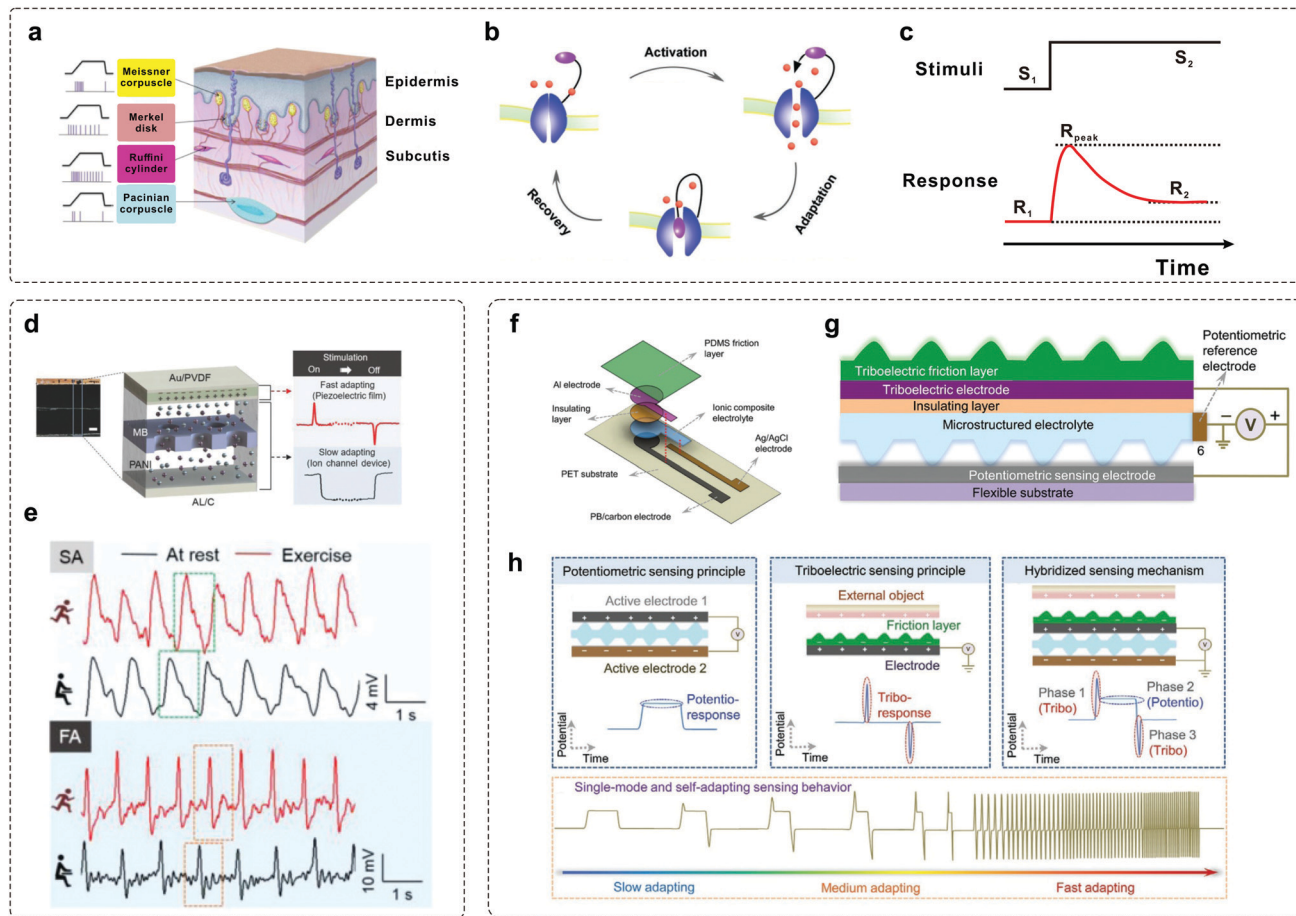 a
Meissner
corpuscle
Merkel
disk
Ruffini
cylinder
Pacinian
corpuscle
Epidermis
Dermis
Subcutis
b
Activation
Adaptation
Recovery
c
Stimuli
S1
S2
Response
R1
Rpeak
R2
Time
d
Au/PVDF
MB
PANI
AL/C
Stimulation
On Off
Fast adapting
(Piezoelectric film)
Slow adapting
(Ion channel device)
e
SA
At rest
Exercise
4 mV
1 s
FA
10 mV
1 s
f
PDMS friction
layer
Al electrode
Insulating
layer
Ionic composite
electrolyte
Ag/AgCl
electrode
PET substrate
PB/carbon electrode
g
Potentiometric
reference
electrode
Triboelectric friction layer
Triboelectric electrode
Insulating layer
Microstructured electrolyte
Potentiometric sensing electrode
Flexible substrate
− V +
6
h
Potentiometric sensing principle
Active electrode 1
V
Active electrode 2
Potentio-
response
Potential
Time
Triboelectric sensing principle
External object
Friction layer
V
Electrode
Tribo-
response
Potential
Time
Hybridized sensing mechanism
V
Phase 1
(Tribo)
Phase 2
(Potentio)
Phase 3
(Tribo)
Potential
Time
Single-mode and self-adapting sensing behavior
Slow adapting
Medium adapting
Fast adapting